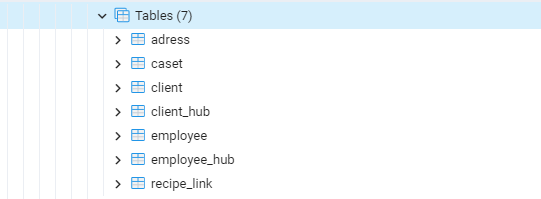 Tables (7)
adress
caset
client
client_hub
employee
employee_hub
recipe_link